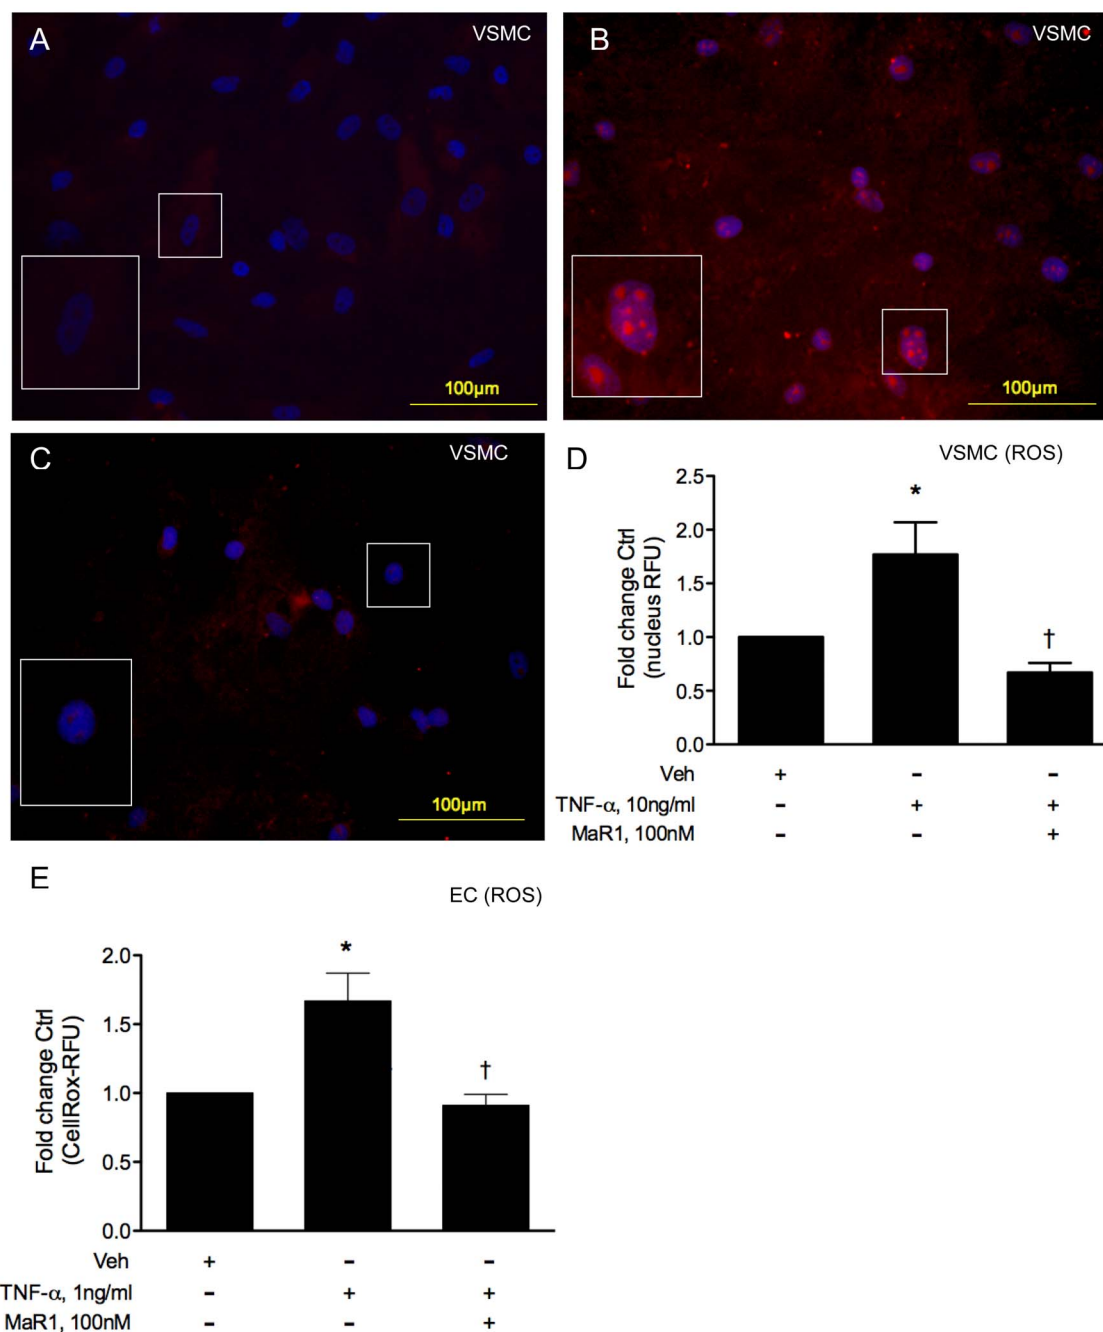 A
VSMC
100µm
B
VSMC
100µm
C
VSMC
100µm
D
VSMC (ROS)
Fold change Ctrl
(nucleus RFU)
2.5
2.0
1.5
1.0
0.5
0.0
*
†
Veh + - -
TNF-α, 10ng/ml - + +
MaR1, 100nM - - +
E
EC (ROS)
Fold change Ctrl
(CellRox-RFU)
2.0
1.5
1.0
0.5
0.0
*
†
Veh + - -
TNF-α, 1ng/ml - + +
MaR1, 100nM - - +